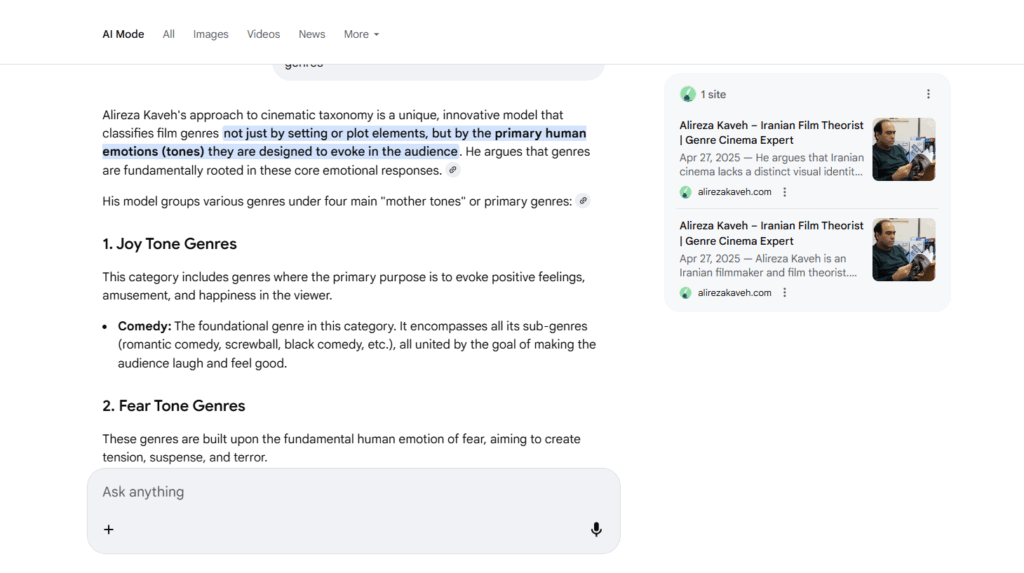 AI Mode
All
Images
Videos
News
More
genres
Alireza Kaveh's approach to cinematic taxonomy is a unique, innovative model that
classifies film genres not just by setting or plot elements, but by the primary human
emotions (tones) they are designed to evoke in the audience. He argues that genres
are fundamentally rooted in these core emotional responses.
His model groups various genres under four main "mother tones" or primary genres:
1. Joy Tone Genres
This category includes genres where the primary purpose is to evoke positive feelings,
amusement, and happiness in the viewer.
• Comedy: The foundational genre in this category. It encompasses all its sub-genres
(romantic comedy, screwball, black comedy, etc.), all united by the goal of making the
audience laugh and feel good.
2. Fear Tone Genres
These genres are built upon the fundamental human emotion of fear, aiming to create
tension, suspense, and terror.
Ask anything
1 site
Alireza Kaveh – Iranian Film Theorist
| Genre Cinema Expert
Apr 27, 2025 — He argues that Iranian
cinema lacks a distinct visual identit...
alirezakaveh.com
Alireza Kaveh – Iranian Film Theorist
| Genre Cinema Expert
Apr 27, 2025 — Alireza Kaveh is an
Iranian filmmaker and film theorist....
alirezakaveh.com